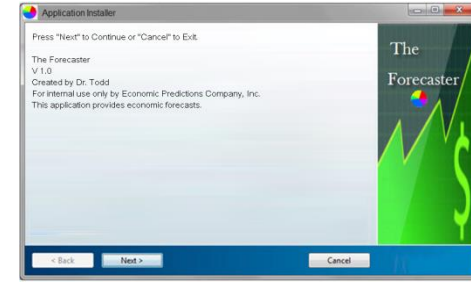 Application Installer
Press "Next" to Continue or "Cancel" to Exit.
The Forecaster
V 1.0
Created by Dr. Todd
For internal use only by Economic Predictions Company, Inc.
This application provides economic forecasts.
The
Forecaster
$
< Back
Next >
Cancel